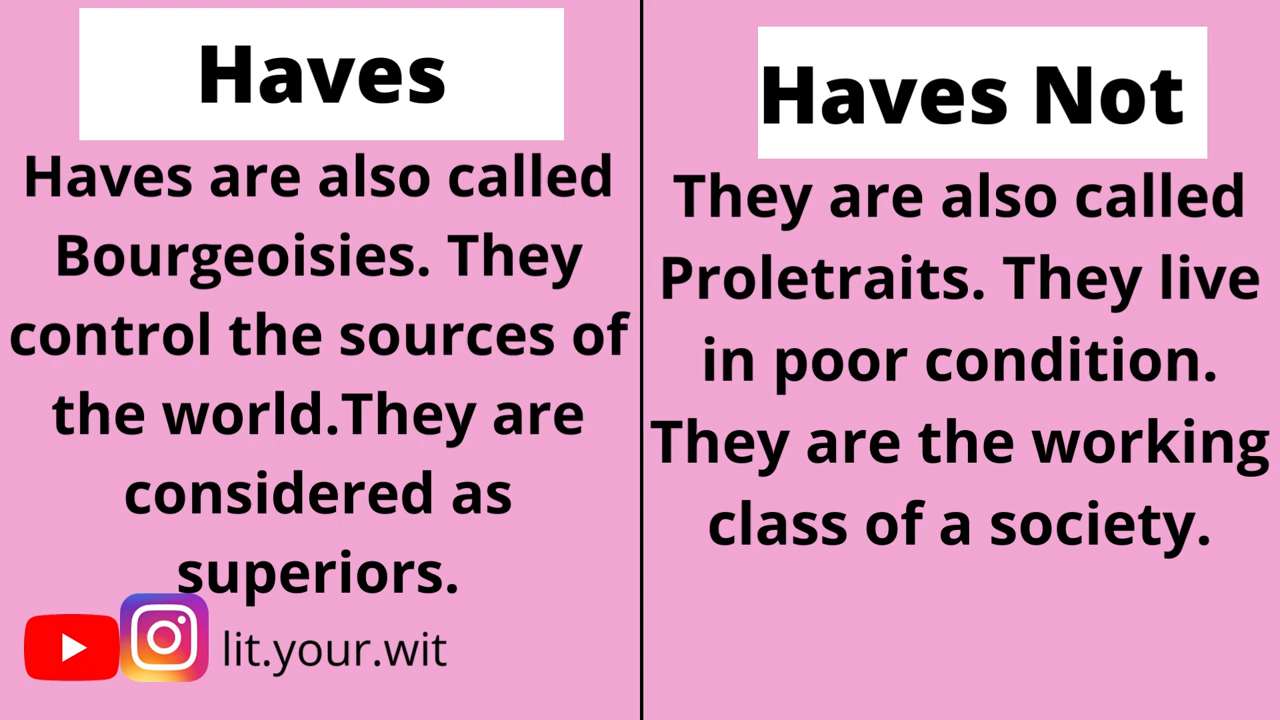 Haves
Haves are also called
Bourgeoisies. They
control the sources of
the world.They are
considered as
superiors.
lit.your.wit
Haves Not
They are also called
Proletraits. They live
in poor condition.
They are the working
class of a society.